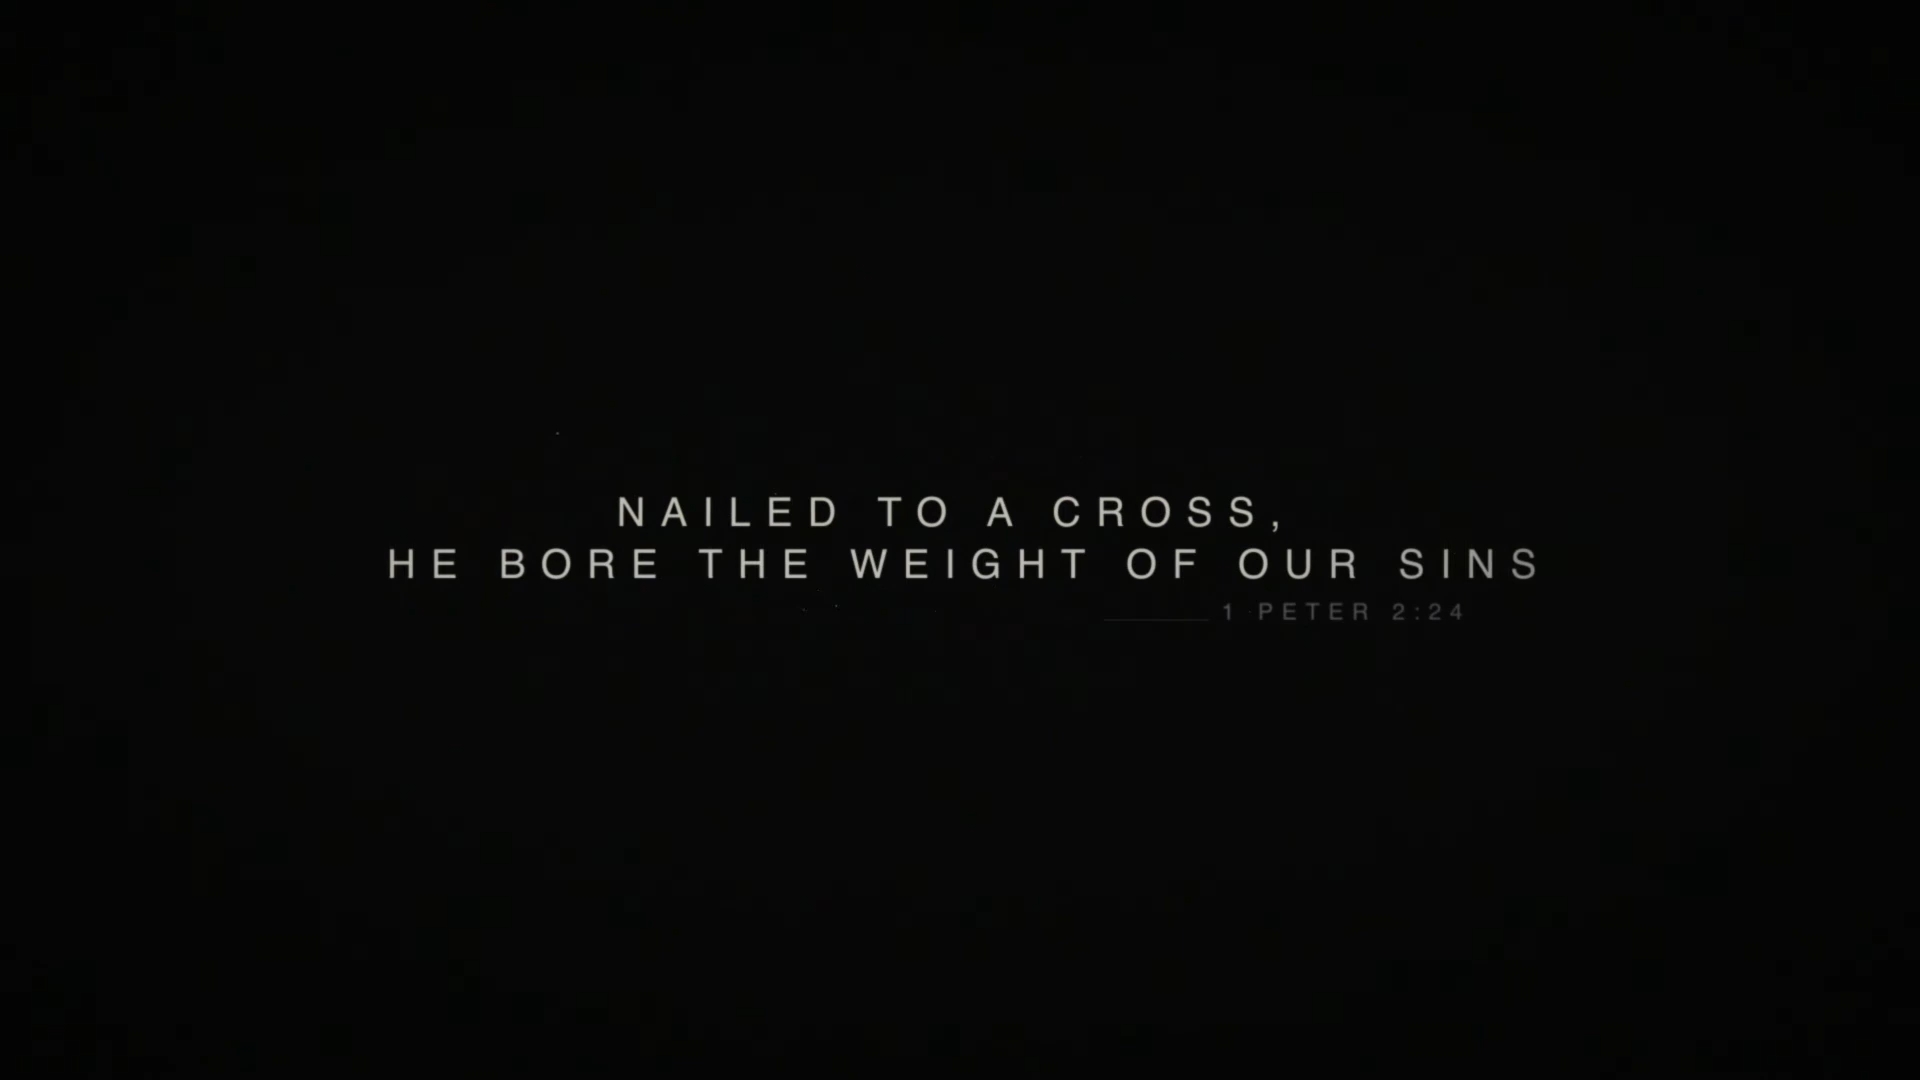 NAILED TO A CROSS,
HE BORE THE WEIGHT OF OUR SINS
1 PETER 2:24